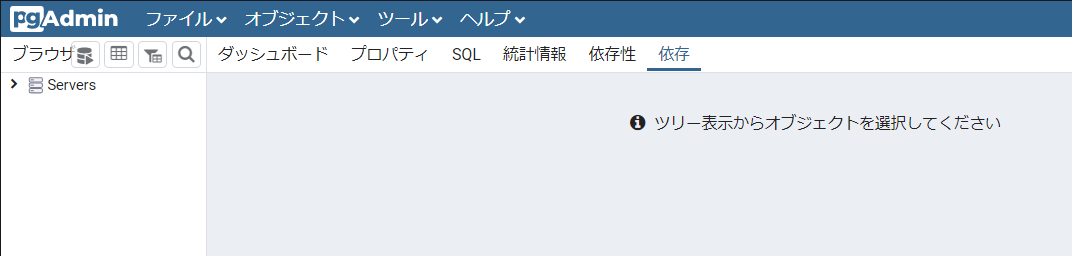 pgAdmin ファイル オブジェクト ツール ヘルプ
ブラウザ ダッシュボード プロパティ SQL 統計情報 依存性 依存
Servers
ツリー表示からオブジェクトを選択してください